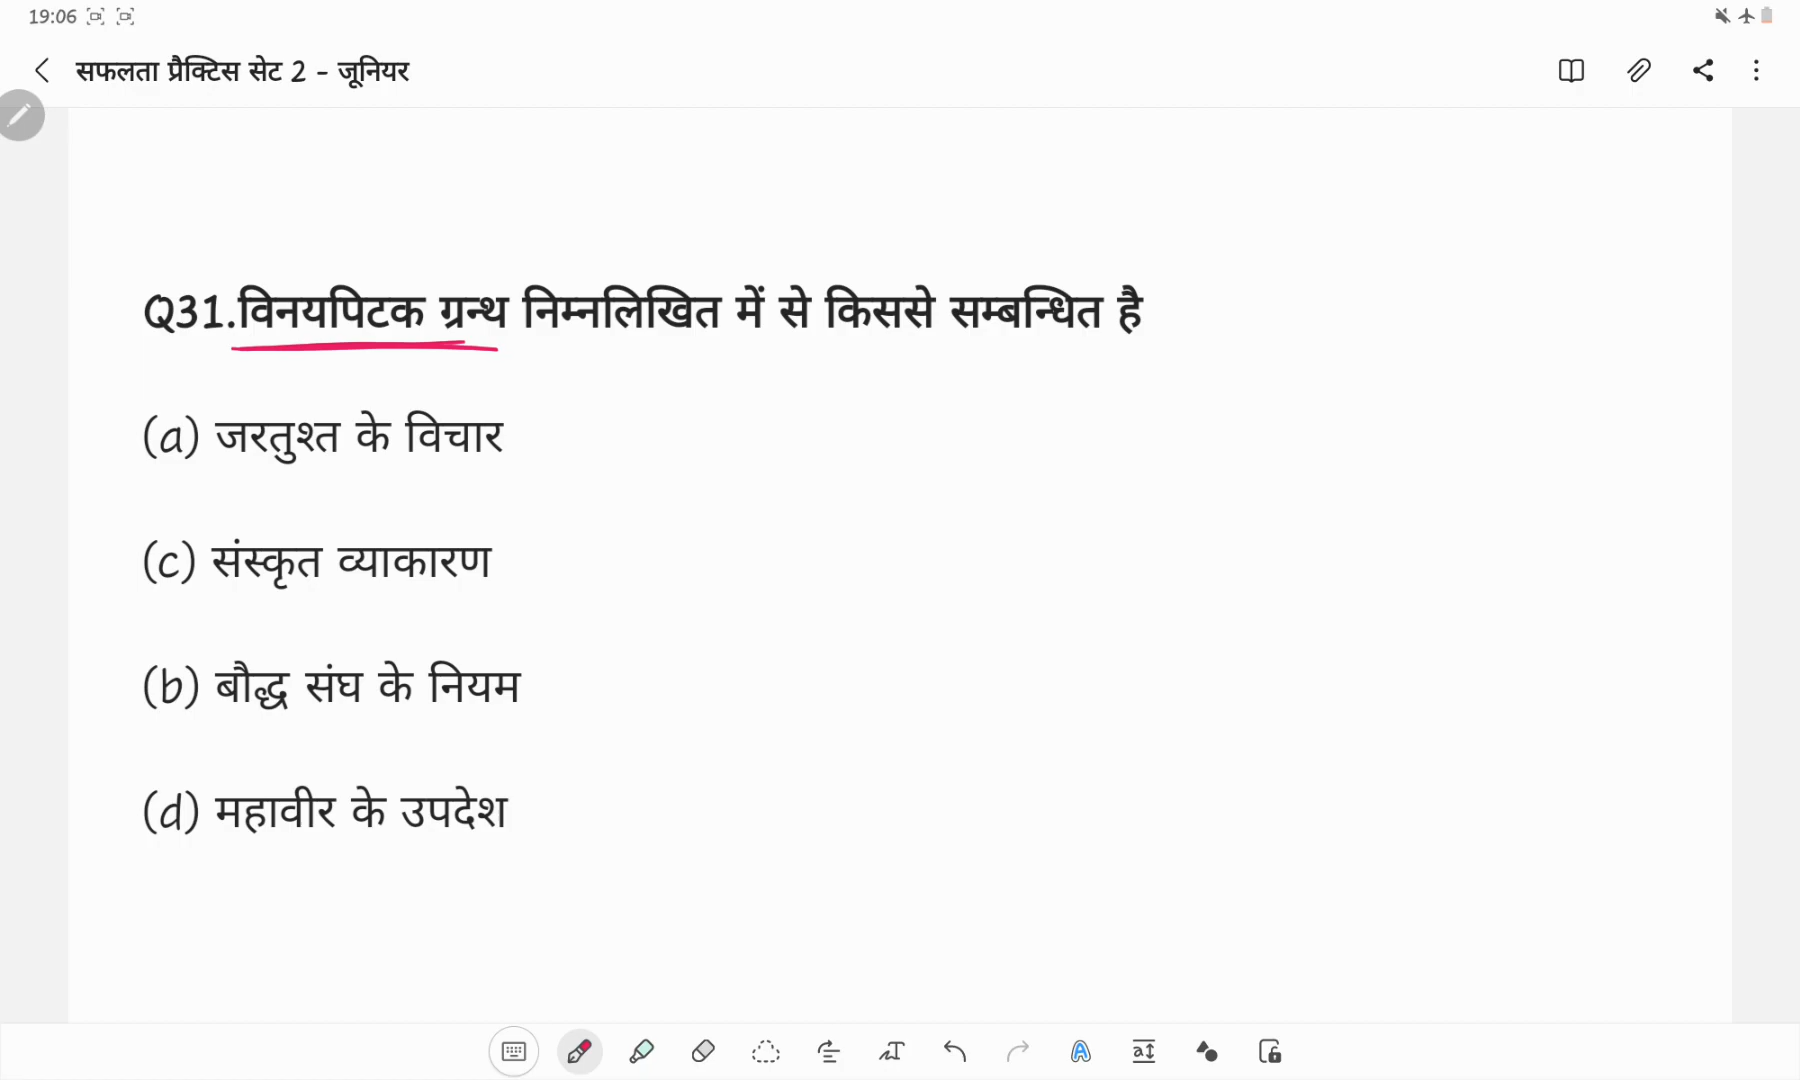 19:06
सफलता प्रैक्टिस सेट 2 - जूनियर
Q31.विनयपिटक ग्रन्थ निम्नलिखित में से किससे सम्बन्धित है
(a) जरतुश्त के विचार
(c) संस्कृत व्याकारण
(b) बौद्ध संघ के नियम
(d) महावीर के उपदेश